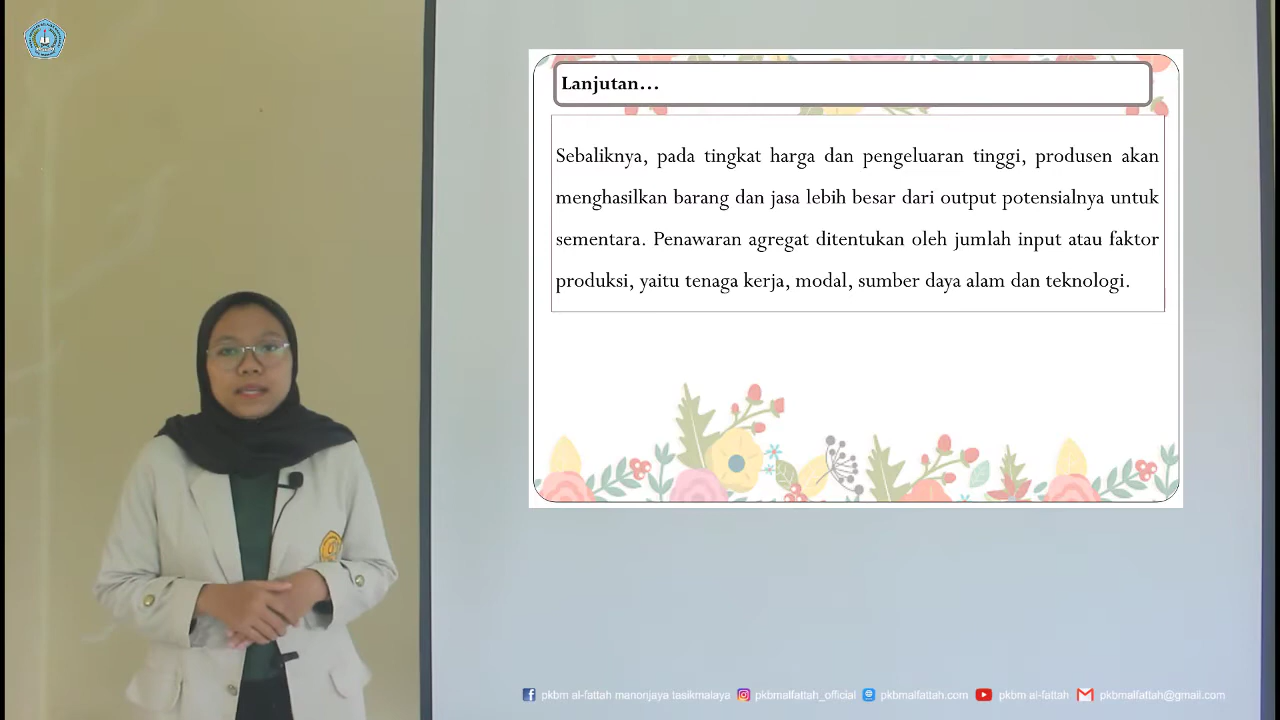 Lanjutan...
Sebaliknya, pada tingkat harga dan pengeluaran tinggi, produsen akan
menghasilkan barang dan jasa lebih besar dari output potensialnya untuk
sementara. Penawaran agregat ditentukan oleh jumlah input atau faktor
produksi, yaitu tenaga kerja, modal, sumber daya alam dan teknologi.
pkbm al-fattah manonjaya tasikmalaya pkbmalfattah_official pkbmalfattah.com pkbm al-fattah pkbmalfattah@gmail.com